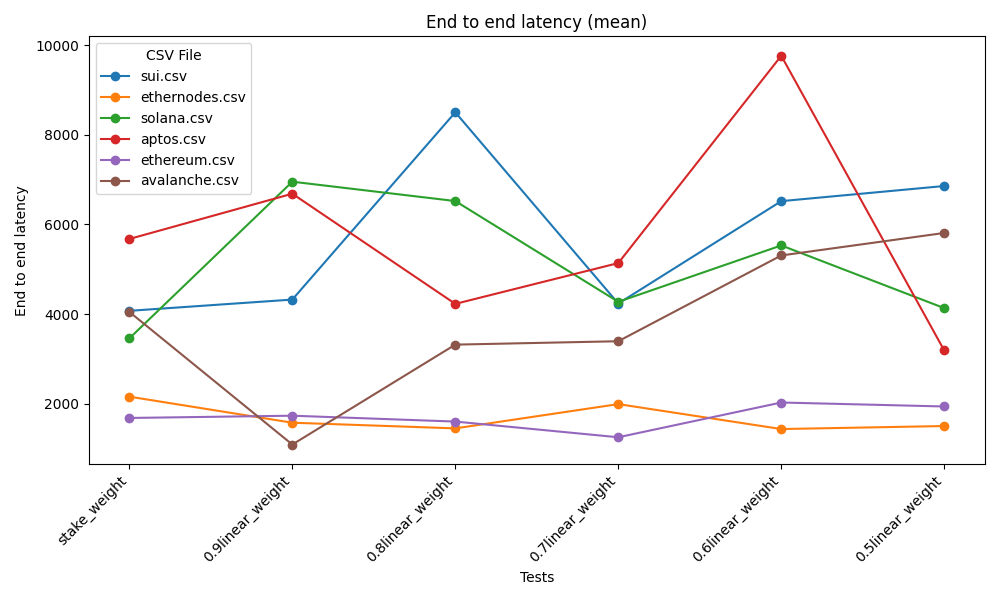 End to end latency (mean)
End to end latency
10000
8000
6000
4000
2000
CSV File
sui.csv
ethernodes.csv
solana.csv
aptos.csv
ethereum.csv
avalanche.csv
stake_weight
0.9linear_weight
0.8linear_weight
0.7linear_weight
0.6linear_weight
0.5linear_weight
Tests